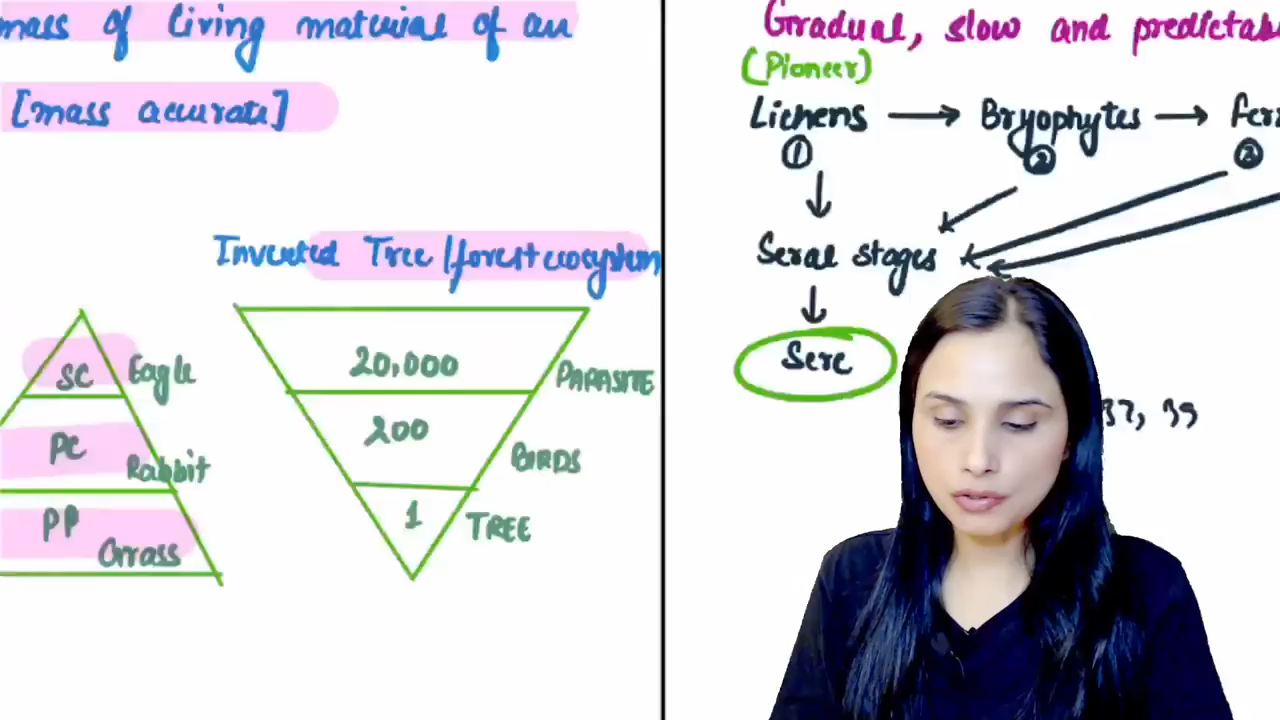 mass of living material of an
[mass accurate]
Inverted Tree/forest ecosystem
SC Eagle
PC Rabbit
PP Grass
20,000 PARASITE
200 BIRDS
1 TREE
Gradual, slow and
(Pioneer)
Lichens → Bryophytes →
① ② ③
Seral stages
Sere
37, 39